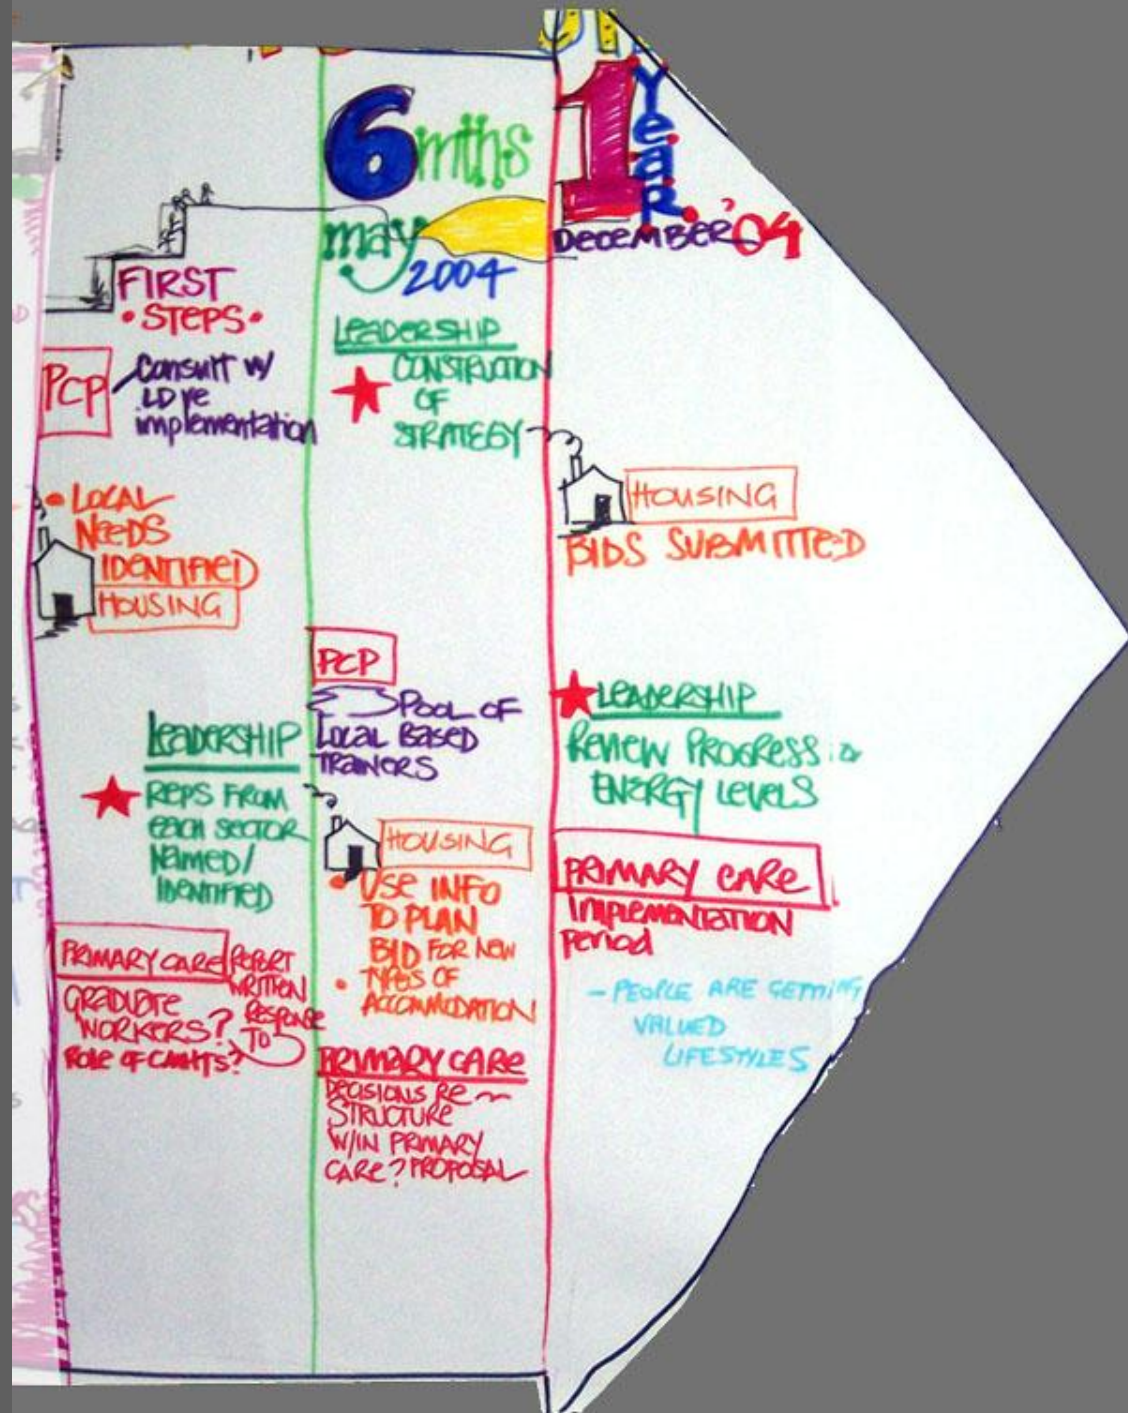 FIRST
• STEPS •
PCP
Consult w/
LD re
implementation
• LOCAL
NEEDS
IDENTIFIED
HOUSING
LEADERSHIP
REPS FROM
EACH SECTOR
NAMED/
IDENTIFIED
PRIMARY CARE
REPORT
WRITTEN
RESPONSE
TO
GRADUATE
WORKERS?
ROLE OF CMHTS?
6 mths
may
2004
LEADERSHIP
CONSTRUCTION
OF
STRATEGY
PCP
POOL OF
LOCAL BASED
TRAINERS
HOUSING
• USE INFO
TO PLAN
BID FOR NEW
• TYPES OF
ACCOMMODATION
PRIMARY CARE
DECISIONS RE
STRUCTURE
W/IN PRIMARY
CARE? PROPOSAL
1 Year
DECEMBER '04
HOUSING
BIDS SUBMITTED
LEADERSHIP
REVIEW PROGRESS &
ENERGY LEVELS
PRIMARY CARE
IMPLEMENTATION
Period
- PEOPLE ARE GETTING
VALUED
LIFESTYLES